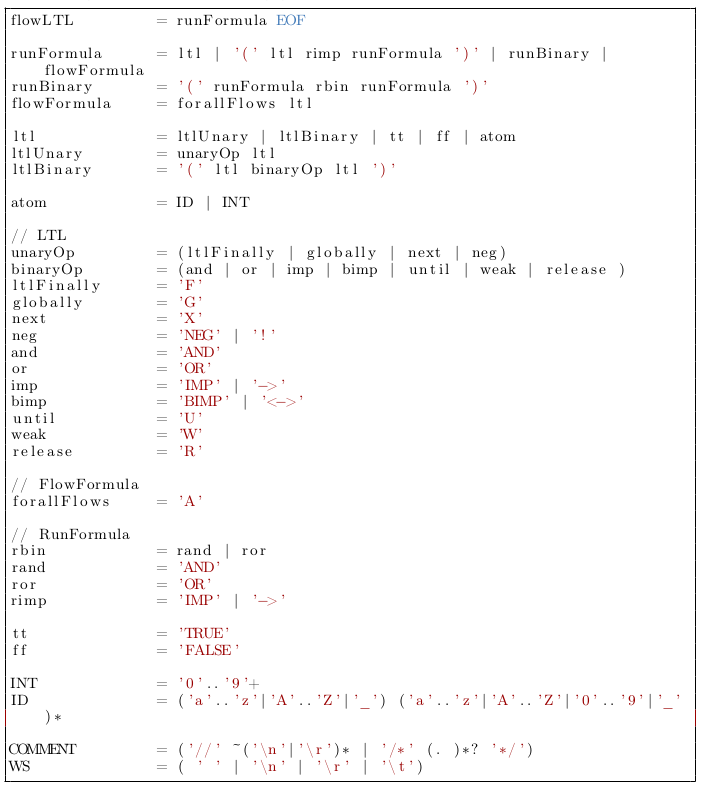 flowLTL = runFormula EOF
runFormula = ltl | '(' ltl rimp runFormula ')' | runBinary |
flowFormula
runBinary = '(' runFormula rbin runFormula ')'
flowFormula = forallFlows ltl
ltl = ltlUnary | ltlBinary | tt | ff | atom
ltlUnary = unaryOp ltl
ltlBinary = '(' ltl binaryOp ltl ')'
atom = ID | INT
// LTL
unaryOp = (ltlFinally | globally | next | neg)
binaryOp = (and | or | imp | bimp | until | weak | release )
ltlFinally = 'F'
globally = 'G'
next = 'X'
neg = 'NEG' | '!'
and = 'AND'
or = 'OR'
imp = 'IMP' | '->'
bimp = 'BIMP' | '<->'
until = 'U'
weak = 'W'
release = 'R'
// FlowFormula
forallFlows = 'A'
// RunFormula
rbin = rand | ror
rand = 'AND'
ror = 'OR'
rimp = 'IMP' | '->'
tt = 'TRUE'
ff = 'FALSE'
INT = '0'..'9'+
ID = ('a'..'z'|'A'..'Z'|'_') ('a'..'z'|'A'..'Z'|'0'..'9'|'_'
)*
COMMENT = ('//' ~('\n'|'\r')* | '/*' (. )*? '*/')
WS = ( ' ' | '\n' | '\r' | '\t')